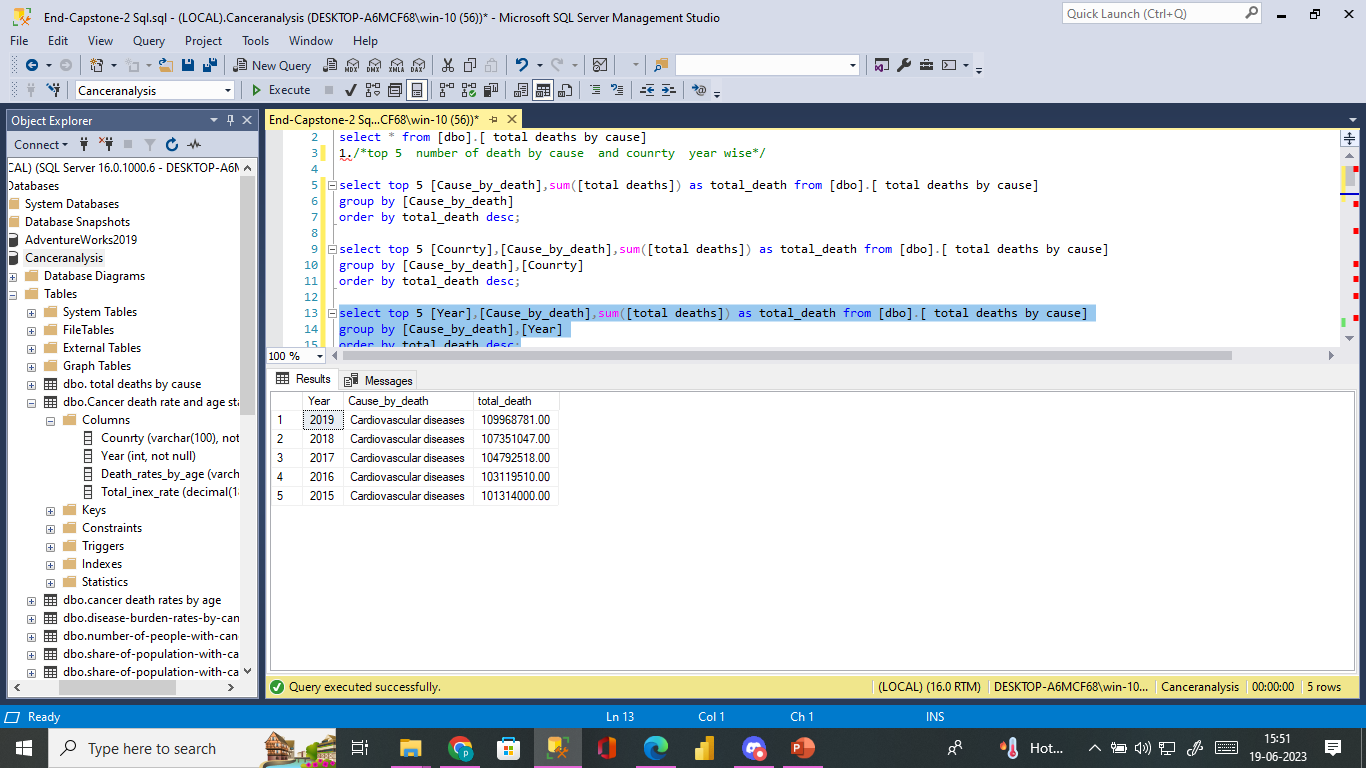 End-Capstone-2 Sql.sql - (LOCAL).Canceranalysis (DESKTOP-A6MCF68\win-10 (56))* - Microsoft SQL Server Management Studio
Quick Launch (Ctrl+Q)
File Edit View Query Project Tools Window Help
New Query MDX DMX XMLA DAX
Canceranalysis Execute
Object Explorer
Connect
CAL) (SQL Server 16.0.1000.6 - DESKTOP-A6M
Databases
System Databases
Database Snapshots
AdventureWorks2019
Canceranalysis
Database Diagrams
Tables
System Tables
FileTables
External Tables
Graph Tables
dbo. total deaths by cause
dbo.Cancer death rate and age sta
Columns
Counrty (varchar(100), not
Year (int, not null)
Death_rates_by_age (varch
Total_inex_rate (decimal(18
Keys
Constraints
Triggers
Indexes
Statistics
dbo.cancer death rates by age
dbo.disease-burden-rates-by-can
dbo.number-of-people-with-can
dbo.share-of-population-with-ca
dbo.share-of-population-with-ca
End-Capstone-2 Sq...CF68\win-10 (56))*
2 select * from [dbo].[ total deaths by cause]
3 1./*top 5  number of death by cause  and counrty  year wise*/
4
5 select top 5 [Cause_by_death],sum([total deaths]) as total_death from [dbo].[ total deaths by cause]
6 group by [Cause_by_death]
7 order by total_death desc;
8
9 select top 5 [Counrty],[Cause_by_death],sum([total deaths]) as total_death from [dbo].[ total deaths by cause]
10 group by [Cause_by_death],[Counrty]
11 order by total_death desc;
12
13 select top 5 [Year],[Cause_by_death],sum([total deaths]) as total_death from [dbo].[ total deaths by cause]
14 group by [Cause_by_death],[Year]
15 order by total_death desc;
100 %
Results Messages
Year Cause_by_death total_death
1 2019 Cardiovascular diseases 109968781.00
2 2018 Cardiovascular diseases 107351047.00
3 2017 Cardiovascular diseases 104792518.00
4 2016 Cardiovascular diseases 103119510.00
5 2015 Cardiovascular diseases 101314000.00
Query executed successfully. (LOCAL) (16.0 RTM) DESKTOP-A6MCF68\win-10... Canceranalysis 00:00:00 5 rows
Ready Ln 13 Col 1 Ch 1 INS
Type here to search Hot... 15:51
19-06-2023